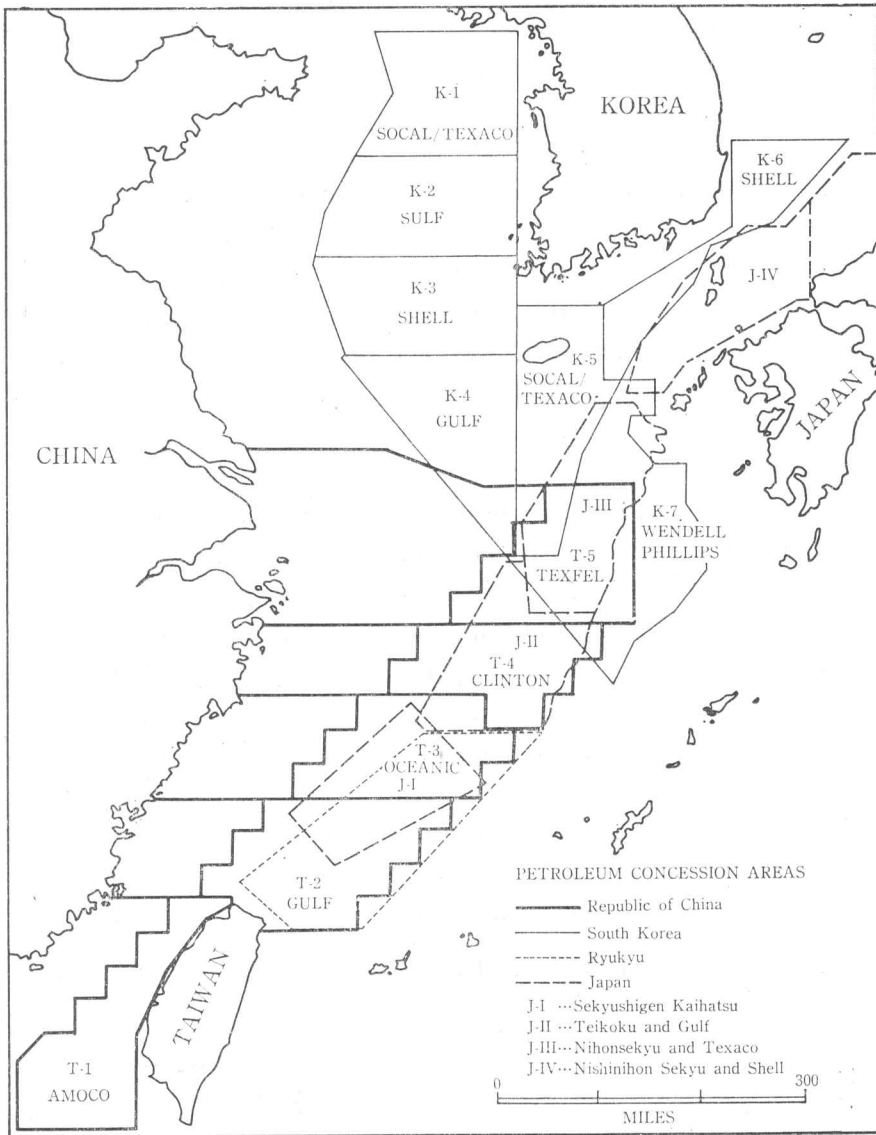 K-1
SOCAL/TEXACO
KOREA
K-6
SHELL
K-2
SULF
J-IV
K-3
SHELL
K-5
SOCAL/
TEXACO
K-4
GULF
JAPAN
CHINA
J-III
K-7
WENDELL
PHILLIPS
T-5
TEXFEL
J-II
T-4
CLINTON
T-3
OCEANIC
J-I
T-2
GULF
TAIWAN
T-1
AMOCO
PETROLEUM CONCESSION AREAS
Republic of China
South Korea
Ryukyu
Japan
J-I ···Sekyushigen Kaihatsu
J-II ···Teikoku and Gulf
J-III···Nihonsekyu and Texaco
J-IV···Nishinihon Sekyu and Shell
0 300
MILES